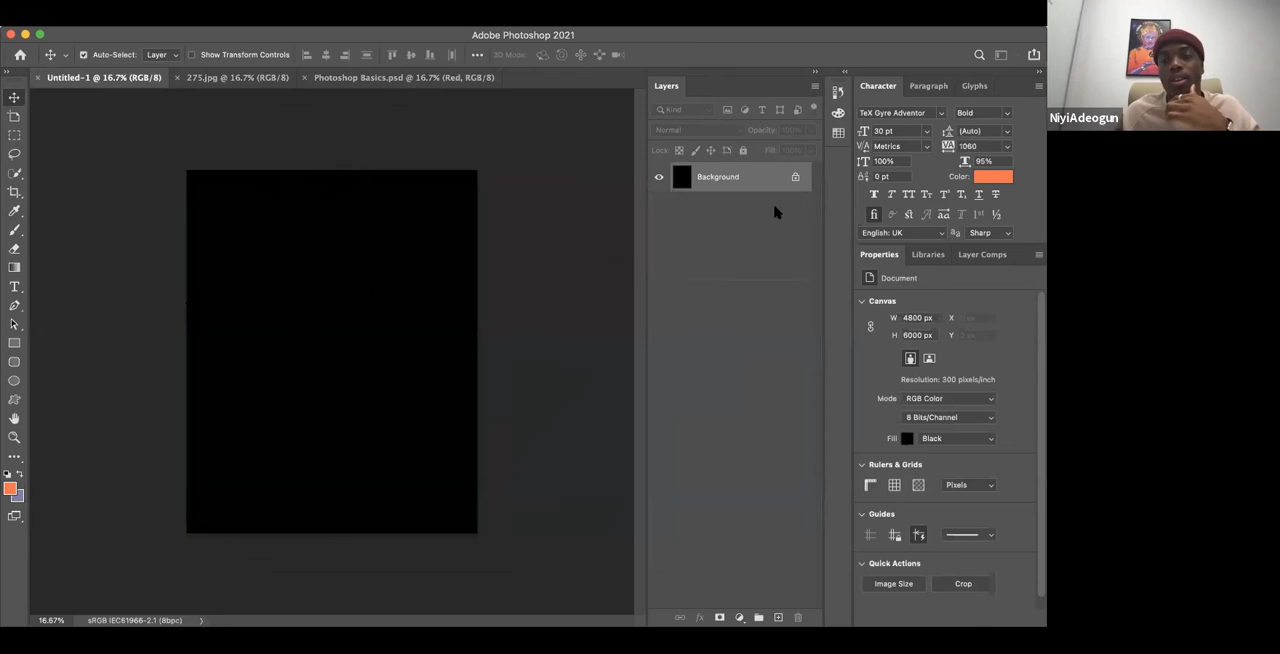 Adobe Photoshop 2021
Auto-Select: Layer Show Transform Controls 3D Mode:
Untitled-1 @ 16.7% (RGB/8) 275.jpg @ 16.7% (RGB/8) Photoshop Basics.psd @ 16.7% (Red, RGB/8)
Layers
Kind
Normal Opacity: 100%
Lock: Fill: 100%
Background
Character Paragraph Glyphs
TeX Gyre Adventor Bold
30 pt (Auto)
Metrics 1060
100% 95%
0 pt Color:
English: UK Sharp
Properties Libraries Layer Comps
Document
Canvas
W 4800 px X
H 6000 px Y
Resolution: 300 pixels/inch
Mode RGB Color
8 Bits/Channel
Fill Black
Rulers & Grids
Pixels
Guides
Quick Actions
Image Size Crop
16.67% sRGB IEC61966-2.1 (8bpc)
NiyiAdeogun